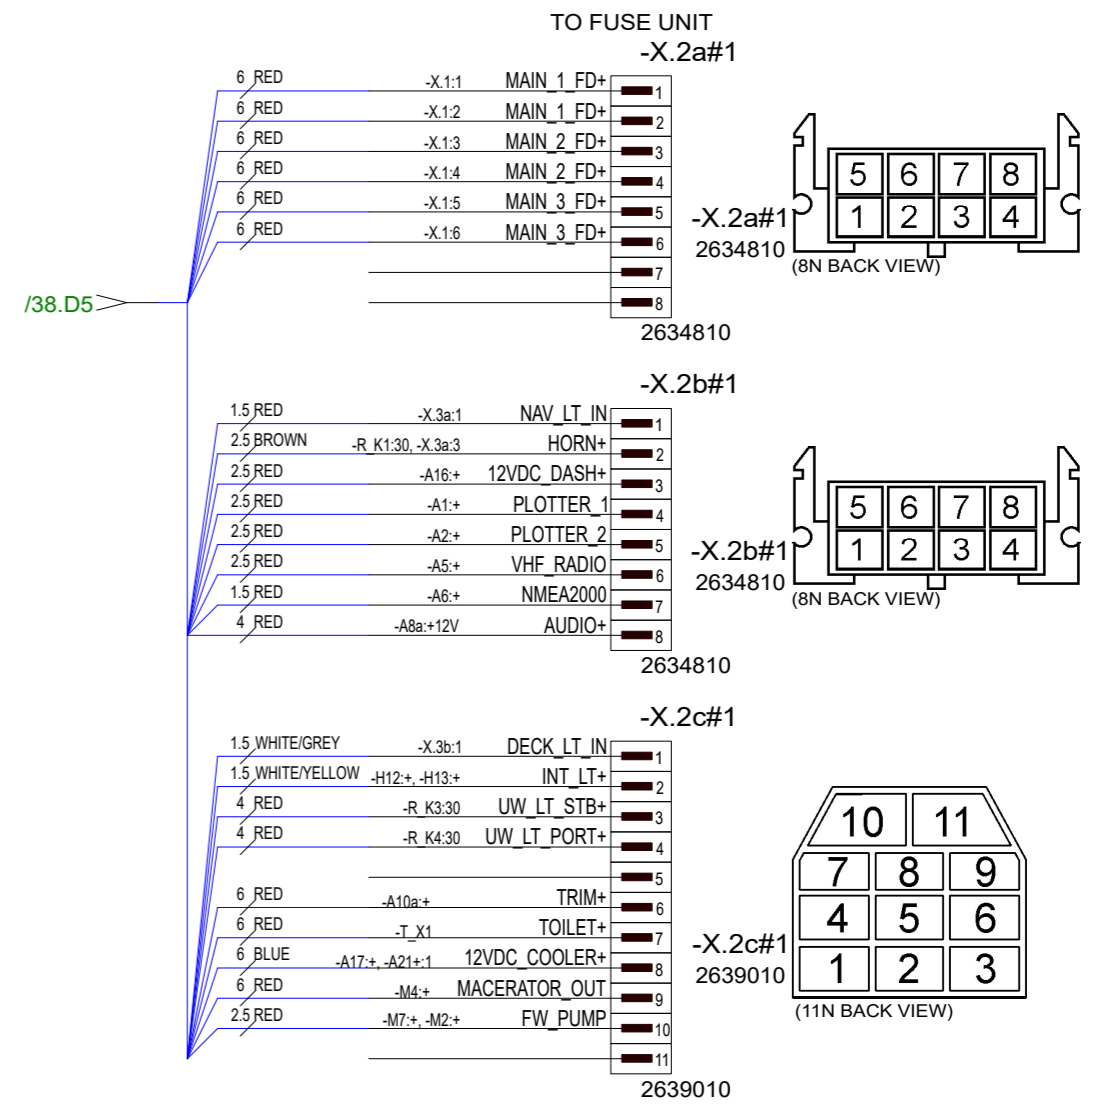 TO FUSE UNIT
-X.2a#1
6 RED -X.1:1 MAIN_1_FD+ 1
6 RED -X.1:2 MAIN_1_FD+ 2
6 RED -X.1:3 MAIN_2_FD+ 3
6 RED -X.1:4 MAIN_2_FD+ 4
6 RED -X.1:5 MAIN_3_FD+ 5
6 RED -X.1:6 MAIN_3_FD+ 6
7
8
2634810
5 6 7 8
1 2 3 4
-X.2a#1
2634810
(8N BACK VIEW)
/38.D5
-X.2b#1
1.5 RED -X.3a:1 NAV_LT_IN 1
2.5 BROWN -R_K1:30, -X.3a:3 HORN+ 2
2.5 RED -A16:+ 12VDC_DASH+ 3
2.5 RED -A1:+ PLOTTER_1 4
2.5 RED -A2:+ PLOTTER_2 5
2.5 RED -A5:+ VHF_RADIO 6
1.5 RED -A6:+ NMEA2000 7
4 RED -A8a:+12V AUDIO+ 8
2634810
5 6 7 8
1 2 3 4
-X.2b#1
2634810
(8N BACK VIEW)
-X.2c#1
1.5 WHITE/GREY -X.3b:1 DECK_LT_IN 1
1.5 WHITE/YELLOW -H12:+, -H13:+ INT_LT+ 2
4 RED -R_K3:30 UW_LT_STB+ 3
4 RED -R_K4:30 UW_LT_PORT+ 4
5
6 RED -A10a:+ TRIM+ 6
6 RED -T_X1 TOILET+ 7
6 BLUE -A17:+, -A21+:1 12VDC_COOLER+ 8
6 RED -M4:+ MACERATOR_OUT 9
2.5 RED -M7:+, -M2:+ FW_PUMP 10
11
2639010
10 11
7 8 9
4 5 6
1 2 3
-X.2c#1
2639010
(11N BACK VIEW)